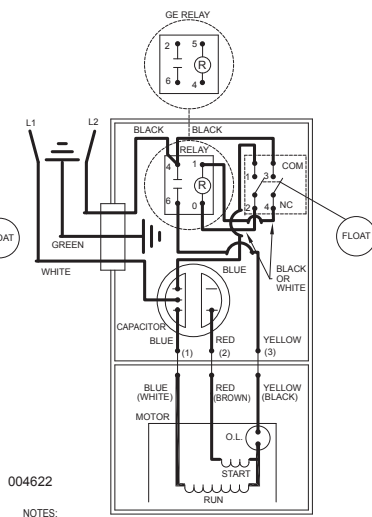 GE RELAY
2 5
R
6 4
L1 L2
BLACK BLACK
RELAY
4 1
R
6 0
COM
1 3
2 4
NC
FLOAT
OAT
GREEN
WHITE
BLUE
BLACK
OR
WHITE
CAPACITOR
BLUE RED YELLOW
(1) (2) (3)
BLUE RED YELLOW
(WHITE) (BROWN) (BLACK)
MOTOR
O.L.
START
RUN
004622
NOTES: